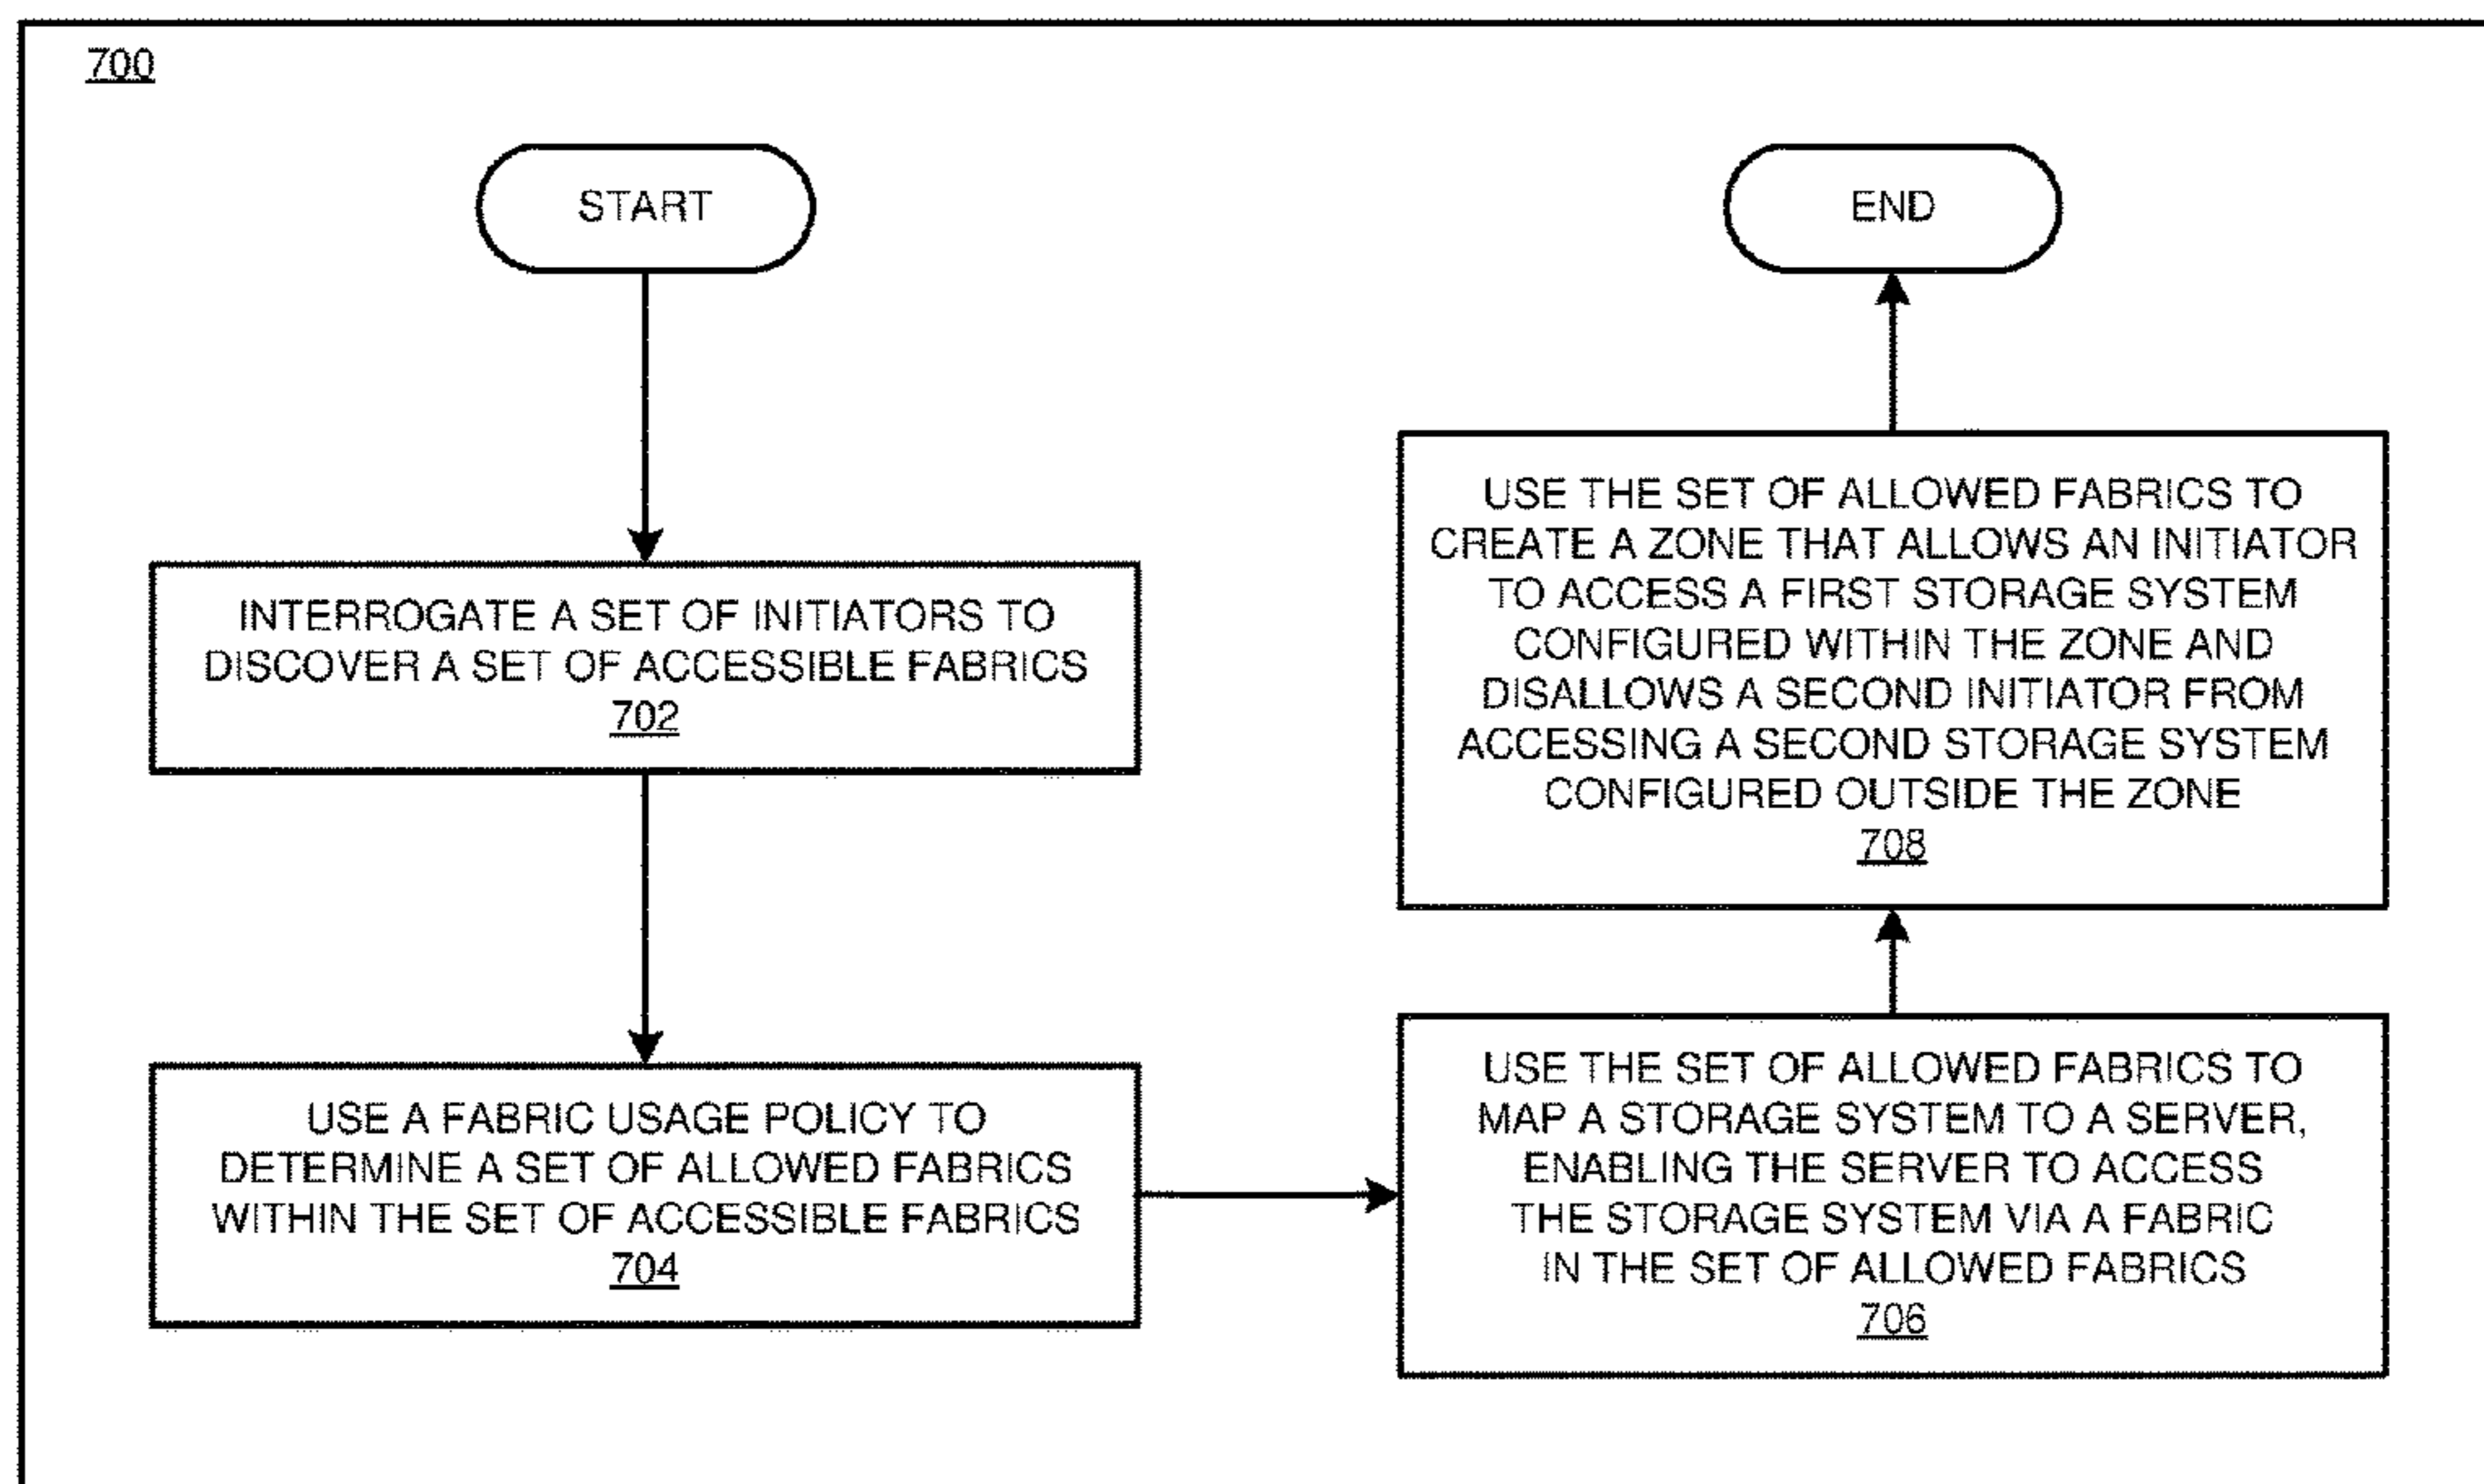 700
START
INTERROGATE A SET OF INITIATORS TO
DISCOVER A SET OF ACCESSIBLE FABRICS
702
USE A FABRIC USAGE POLICY TO
DETERMINE A SET OF ALLOWED FABRICS
WITHIN THE SET OF ACCESSIBLE FABRICS
704
USE THE SET OF ALLOWED FABRICS TO
MAP A STORAGE SYSTEM TO A SERVER,
ENABLING THE SERVER TO ACCESS
THE STORAGE SYSTEM VIA A FABRIC
IN THE SET OF ALLOWED FABRICS
706
USE THE SET OF ALLOWED FABRICS TO
CREATE A ZONE THAT ALLOWS AN INITIATOR
TO ACCESS A FIRST STORAGE SYSTEM
CONFIGURED WITHIN THE ZONE AND
DISALLOWS A SECOND INITIATOR FROM
ACCESSING A SECOND STORAGE SYSTEM
CONFIGURED OUTSIDE THE ZONE
708
END